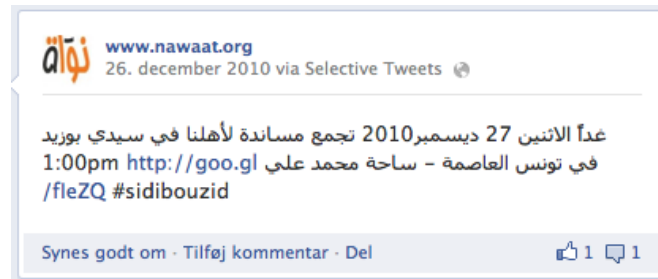 نواة
www.nawaat.org
26. december 2010 via Selective Tweets
غداً الاثنين 27 ديسمبر2010 تجمع مساندة لأهلنا في سيدي بوزيد
في تونس العاصمة – ساحة محمد علي 1:00pm http://goo.gl
/fIeZQ #sidibouzid
Synes godt om · Tilføj kommentar · Del
1 1